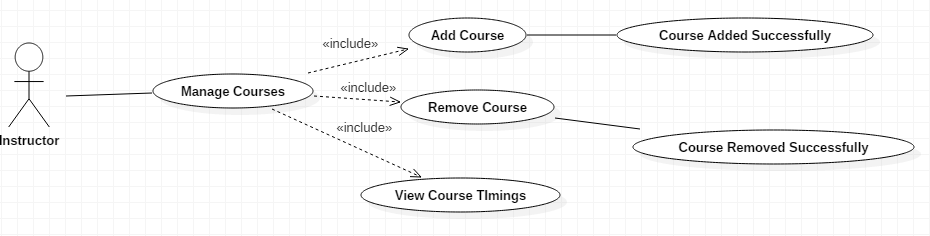 «include»
Add Course
Course Added Successfully
Manage Courses
«include»
Remove Course
«include»
Instructor
Course Removed Successfully
View Course TImings